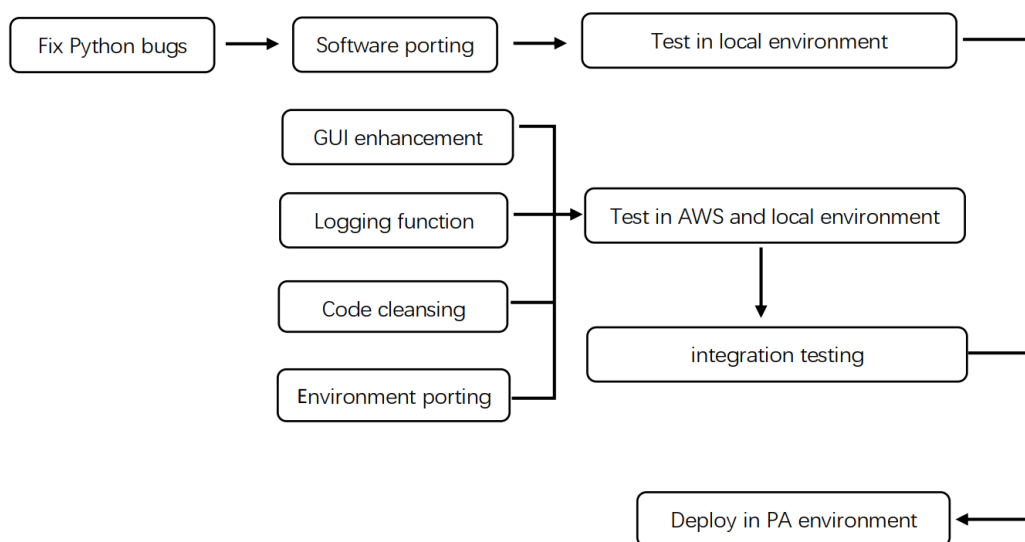 Fix Python bugs
Software porting
Test in local environment
GUI enhancement
Logging function
Test in AWS and local environment
Code cleansing
integration testing
Environment porting
Deploy in PA environment